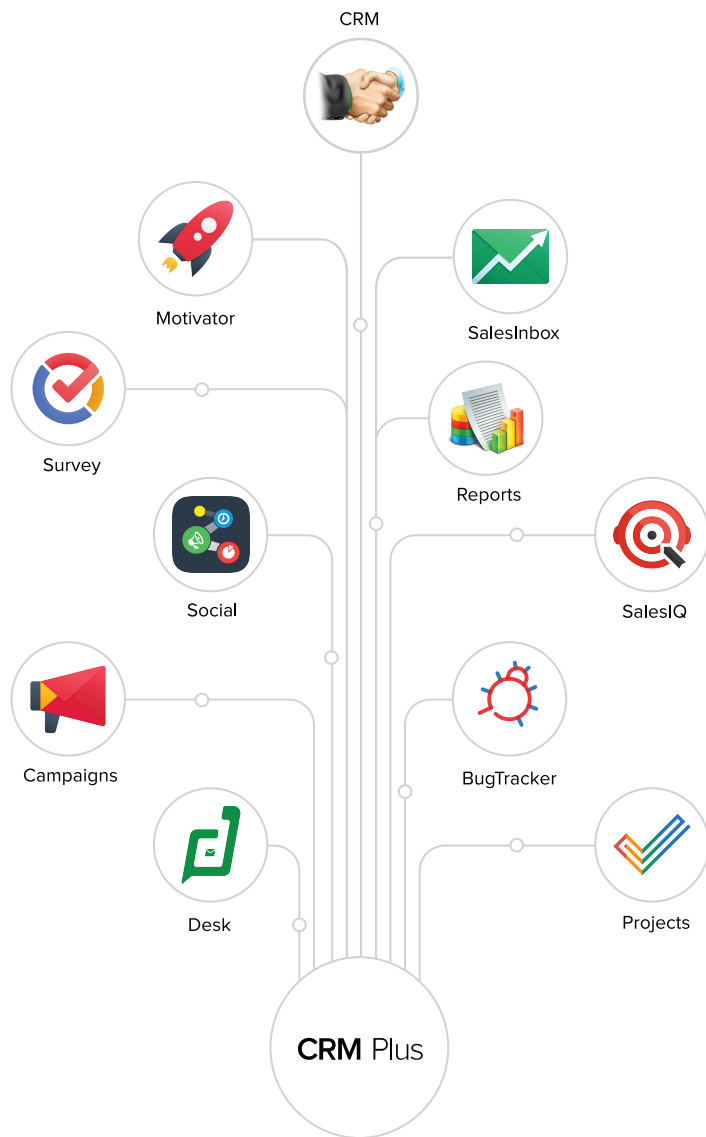 CRM
Motivator
SalesInbox
Survey
Reports
Social
SalesIQ
Campaigns
BugTracker
Desk
Projects
CRM Plus